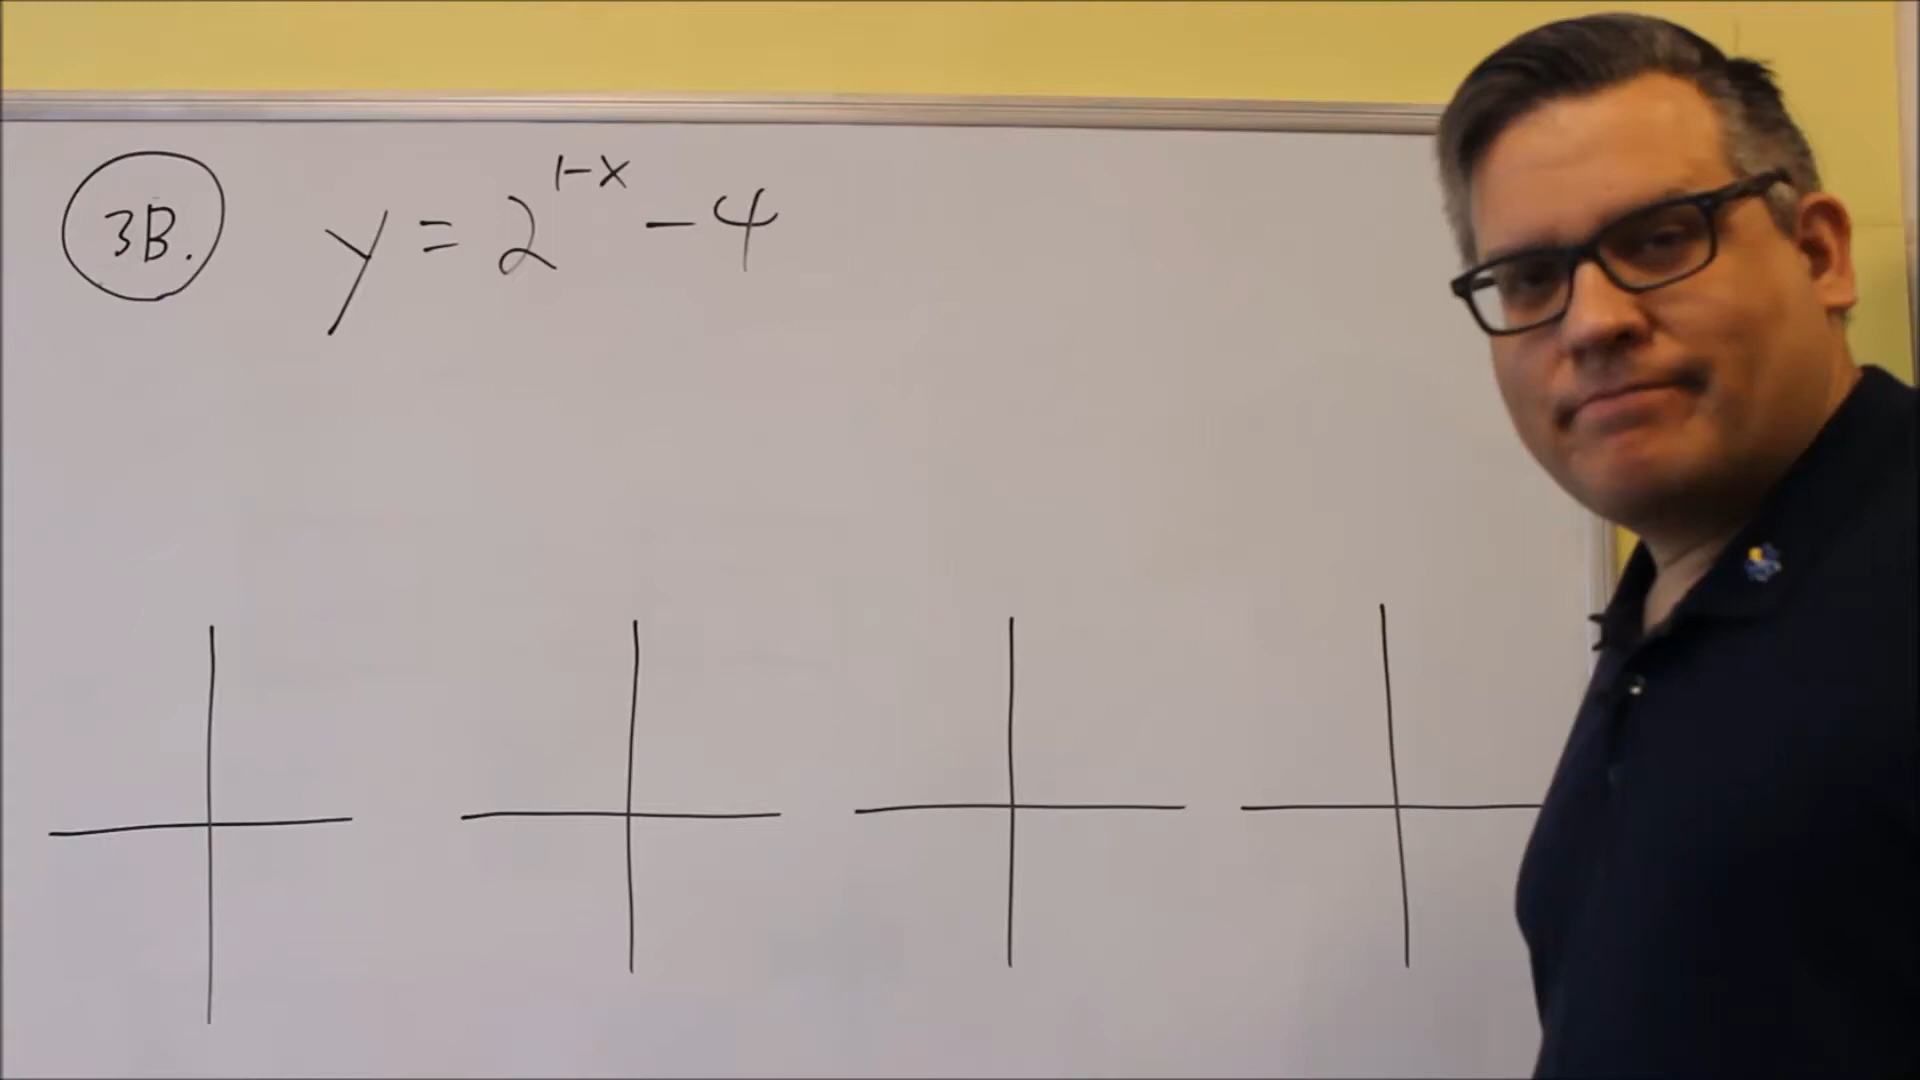 3B. y = 2^{1-x} - 4